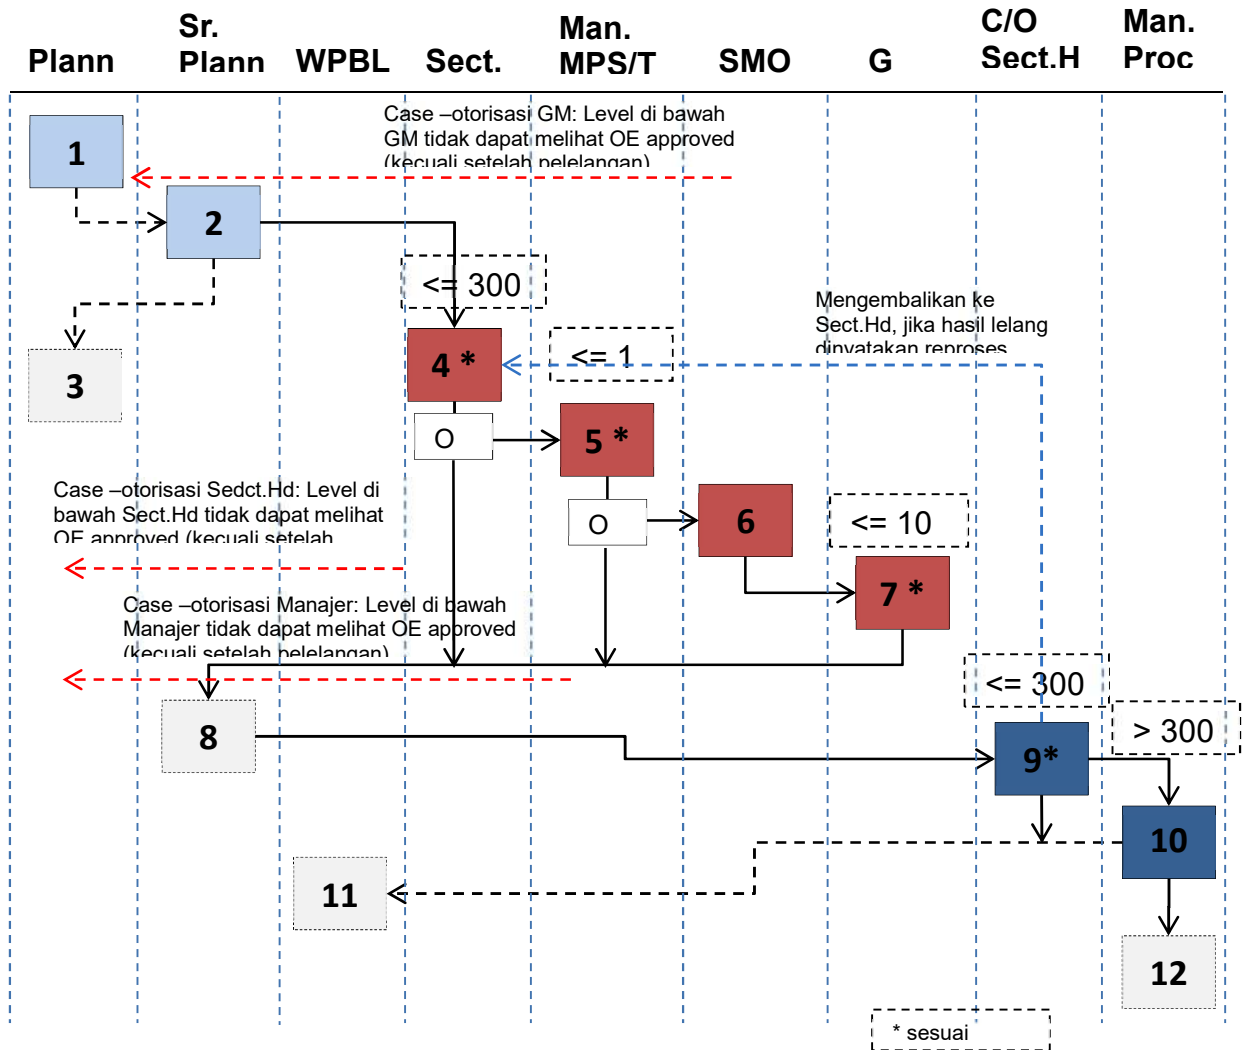 Plann
Sr.
Plann
WPBL
Sect.
Man.
MPS/T
SMO
G
C/O
Sect.H
Man.
Proc
Case –otorisasi GM: Level di bawah
GM tidak dapat melihat OE approved
(kecuali setelah pelelangan)
1
2
<= 300
Mengembalikan ke
Sect.Hd, jika hasil lelang
dinyatakan reproses
3
4 *
<= 1
O
5 *
Case –otorisasi Sedct.Hd: Level di
bawah Sect.Hd tidak dapat melihat
OE approved (kecuali setelah
O
6
<= 10
7 *
Case –otorisasi Manajer: Level di bawah
Manajer tidak dapat melihat OE approved
(kecuali setelah pelelangan)
<= 300
> 300
8
9*
10
11
12
* sesuai